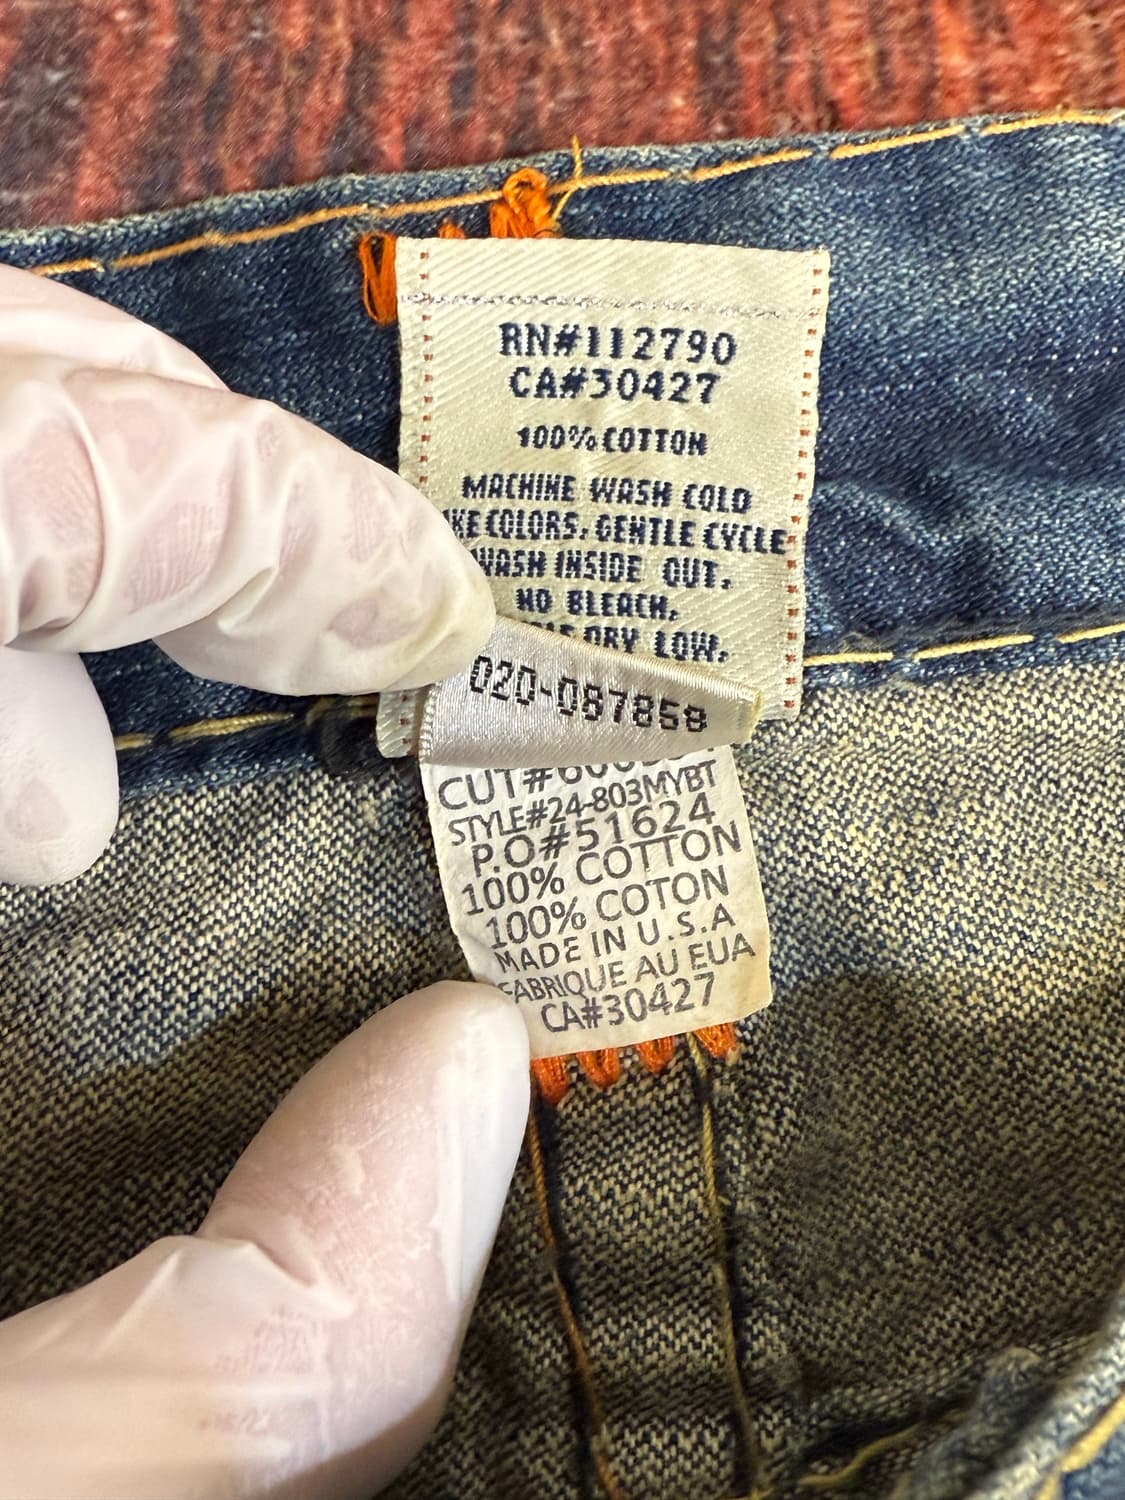 RN#112790
CA#30427
100% COTTON
MACHINE WASH COLD
COLORS, GENTLE CYCLE
WASH INSIDE OUT.
NO BLEACH,
DRY LOW.
020-087858
CUT#
STYLE#24-803MYBT
P.O#51624
100% COTTON
100% COTON
MADE IN U.S.A
FABRIQUE AU EUA
CA#30427